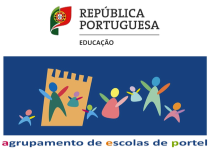 REPÚBLICA
PORTUGUESA
EDUCAÇÃO
agrupamento de escolas de portel